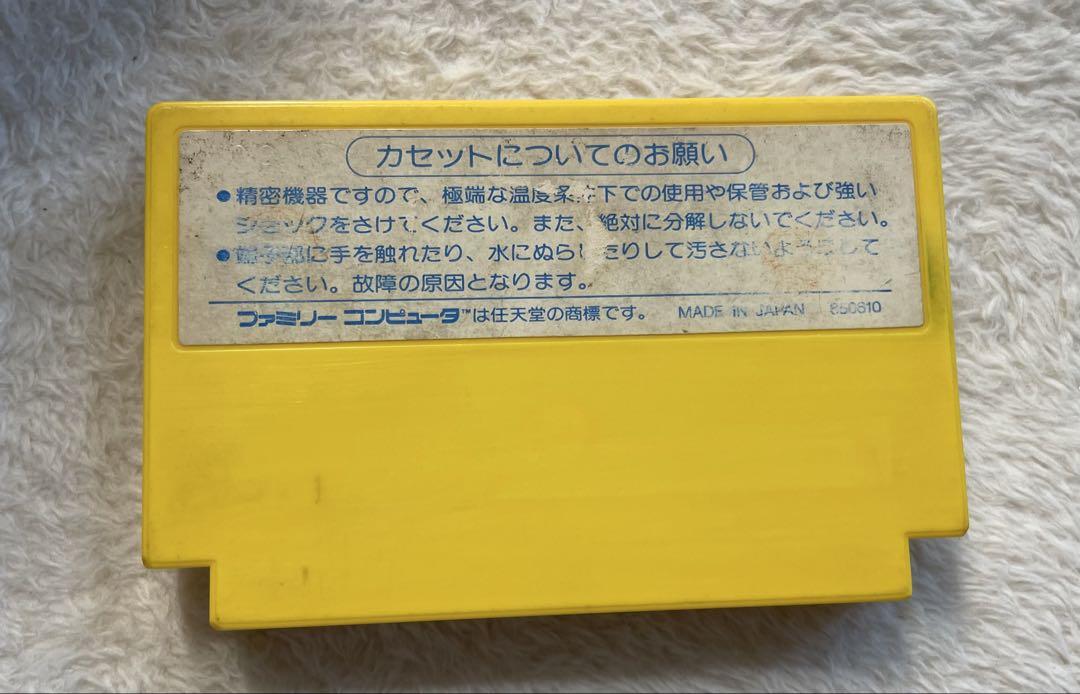 カセットについてのお願い
●精密機器ですので、極端な温度条件下での使用や保管および強い
ショックをさけてください。また、絶対に分解しないでください。
●端子部に手を触れたり、水にぬらしたりして汚さないようにして
ください。故障の原因となります。
ファミリーコンピュータ™は任天堂の商標です。 MADE IN JAPAN